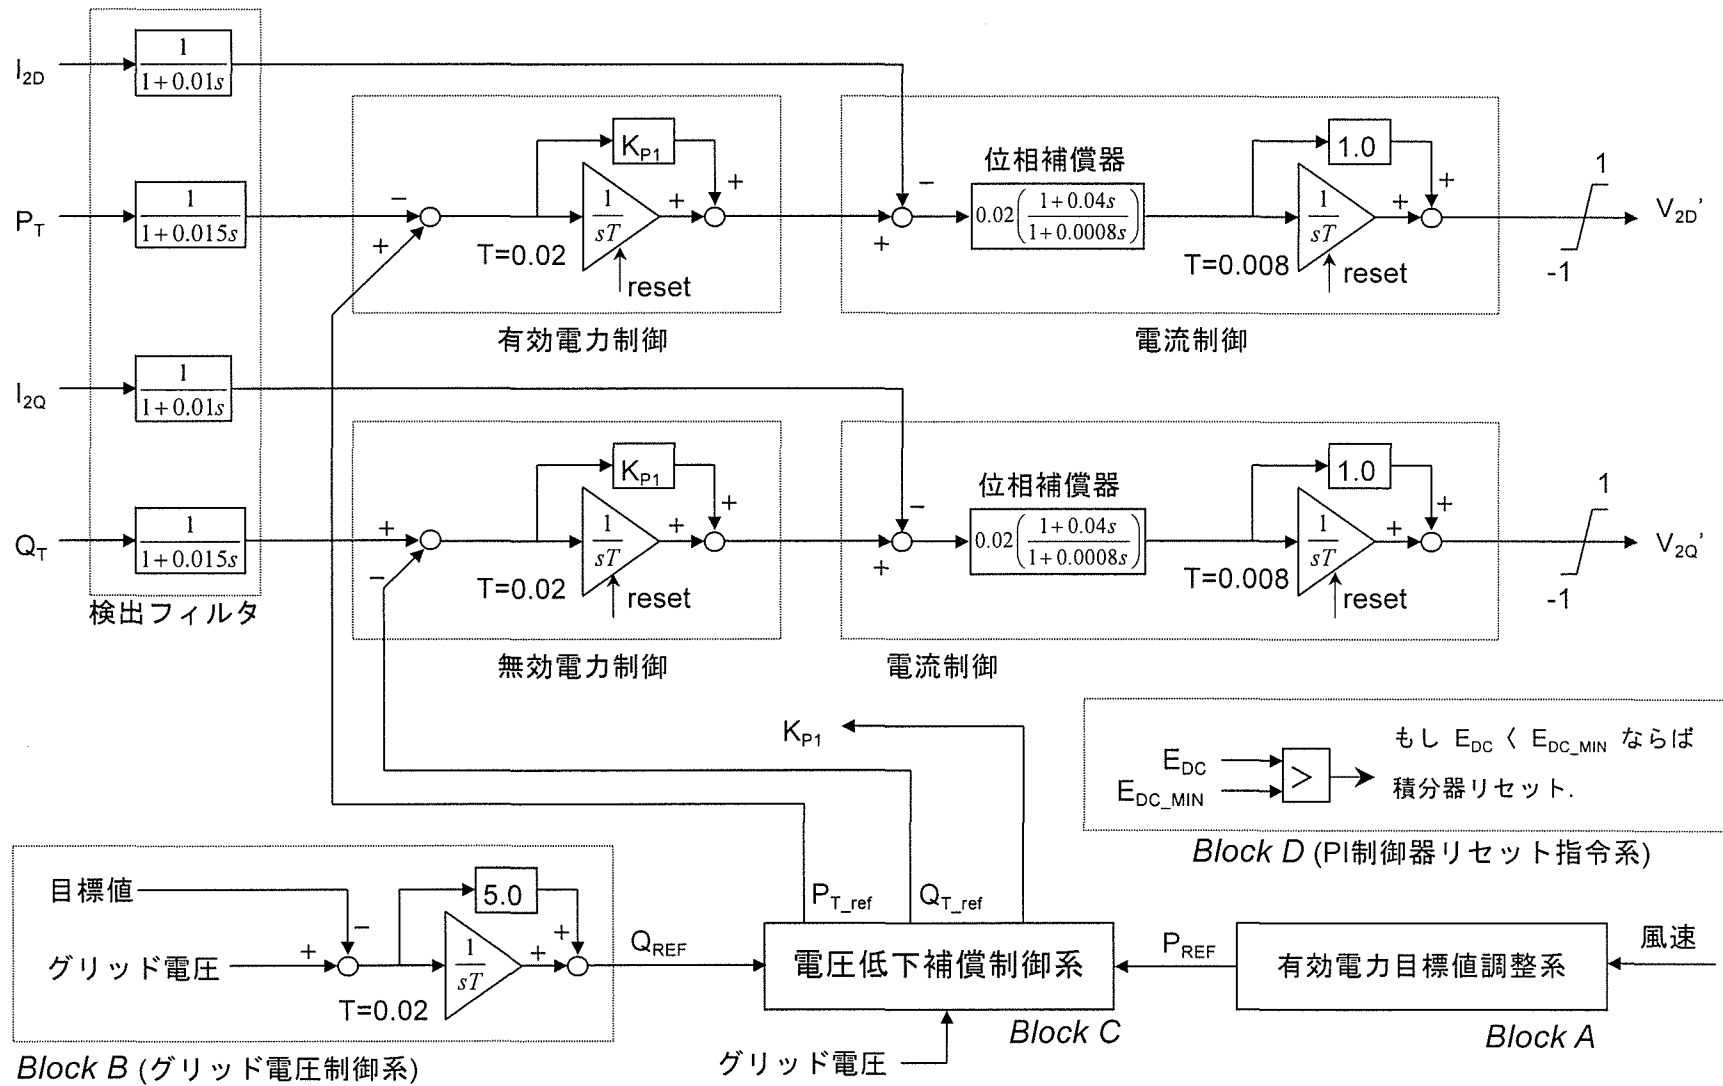 I2D
1
1+0.01s
PT
1
1+0.015s
−
+
KP1
1
sT
T=0.02
reset
+
+
有効電力制御
−
+
位相補償器
0.02(1+0.04s
1+0.0008s)
1.0
1
sT
T=0.008
reset
+
+
1
-1
V2D'
電流制御
I2Q
1
1+0.01s
QT
1
1+0.015s
検出フィルタ
+
−
KP1
1
sT
T=0.02
reset
+
+
無効電力制御
−
+
位相補償器
0.02(1+0.04s
1+0.0008s)
1.0
1
sT
T=0.008
reset
+
+
1
-1
V2Q'
電流制御
KP1
EDC
EDC_MIN
>
もし EDC < EDC_MIN ならば
積分器リセット.
Block D (PI制御器リセット指令系)
目標値
−
グリッド電圧
+
5.0
1
sT
T=0.02
+
+
QREF
Block B (グリッド電圧制御系)
PT_ref
QT_ref
電圧低下補償制御系
Block C
グリッド電圧
PREF
有効電力目標値調整系
Block A
風速